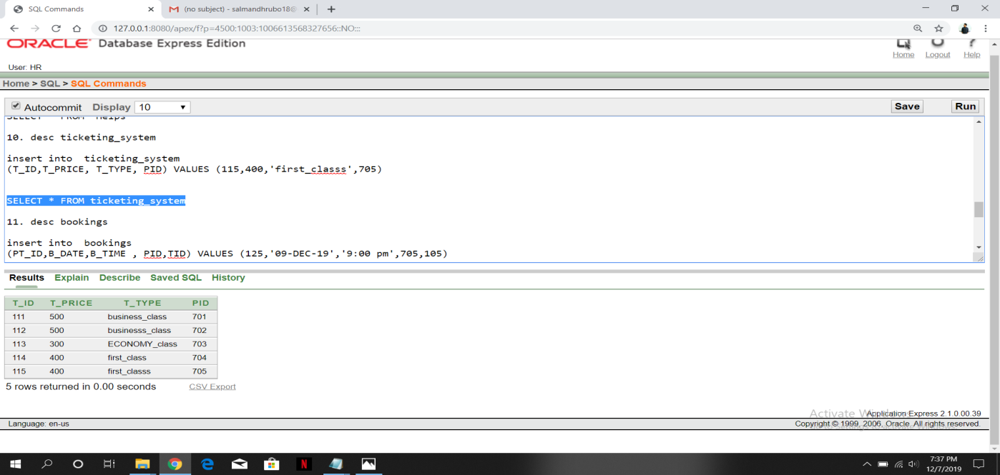 SQL Commands
(no subject) - salmandhrubo18@
127.0.0.1:8080/apex/f?p=4500:1003:1006613568327656::NO:::
ORACLE Database Express Edition
Home Logout Help
User: HR
Home > SQL > SQL Commands
Autocommit Display 10 Save Run
SELECT * FROM helps
10. desc ticketing_system
insert into  ticketing_system
(T_ID,T_PRICE, T_TYPE, PID) VALUES (115,400,'first_classs',705)
SELECT * FROM ticketing_system
11. desc bookings
insert into  bookings
(PT_ID,B_DATE,B_TIME , PID,TID) VALUES (125,'09-DEC-19','9:00 pm',705,105)
Results Explain Describe Saved SQL History
T_ID T_PRICE T_TYPE PID
111 500 business_class 701
112 500 businesss_class 702
113 300 ECONOMY_class 703
114 400 first_class 704
115 400 first_classs 705
5 rows returned in 0.00 seconds CSV Export
Activate Windows
Application Express 2.1.0.00.39
Language: en-us Copyright © 1999, 2006, Oracle. All rights reserved.
7:37 PM
12/7/2019